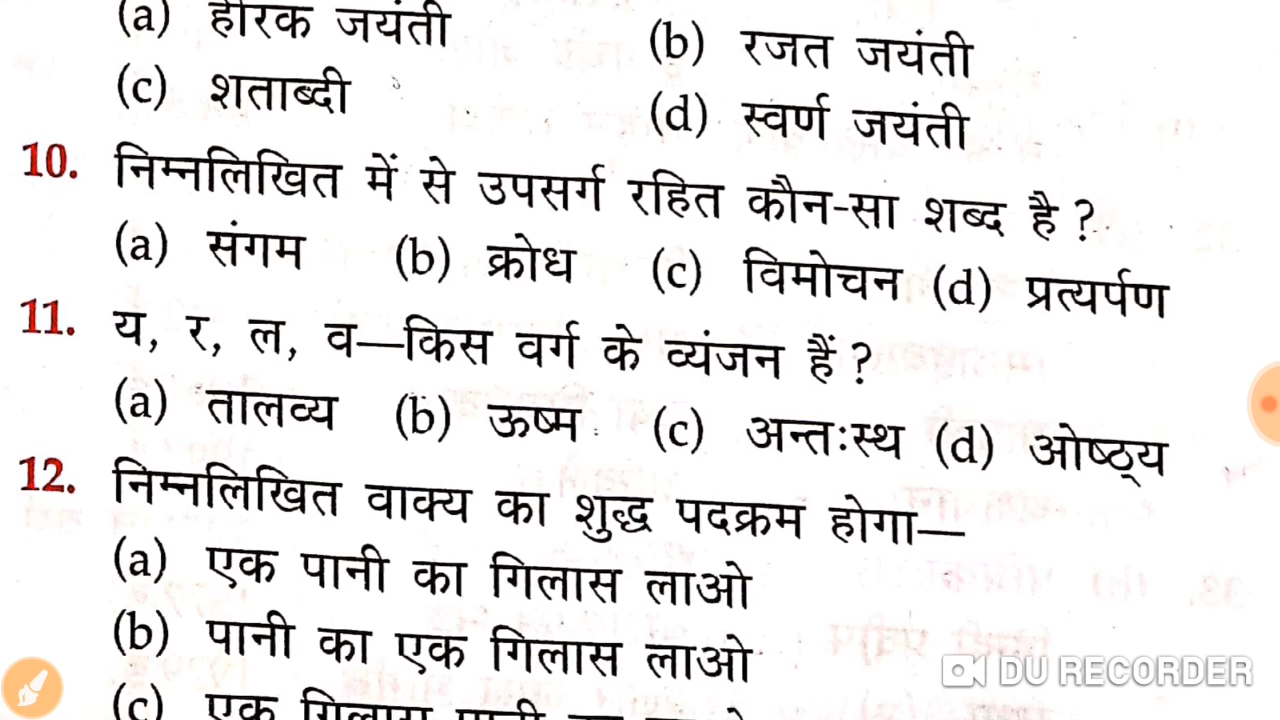 (a) हीरक जयंती (b) रजत जयंती
(c) शताब्दी (d) स्वर्ण जयंती
10. निम्नलिखित में से उपसर्ग रहित कौन-सा शब्द है ?
(a) संगम (b) क्रोध (c) विमोचन (d) प्रत्यर्पण
11. य, र, ल, व—किस वर्ग के व्यंजन हैं ?
(a) तालव्य (b) ऊष्म (c) अन्तःस्थ (d) ओष्ठ्य
12. निम्नलिखित वाक्य का शुद्ध पदक्रम होगा—
(a) एक पानी का गिलास लाओ
(b) पानी का एक गिलास लाओ
(c) एक गिलास पानी
DU RECORDER